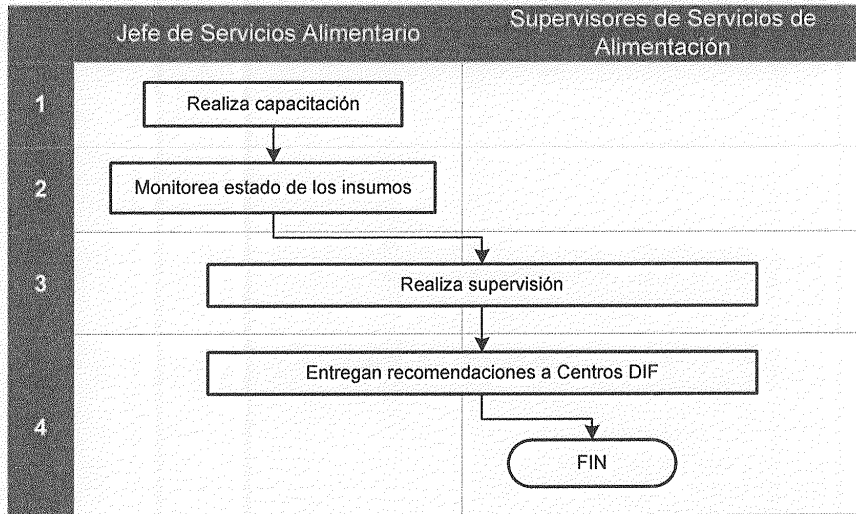 Jefe de Servicios Alimentario
Supervisores de Servicios de
Alimentación
1
Realiza capacitación
2
Monitorea estado de los insumos
3
Realiza supervisión
Entregan recomendaciones a Centros DIF
4
FIN